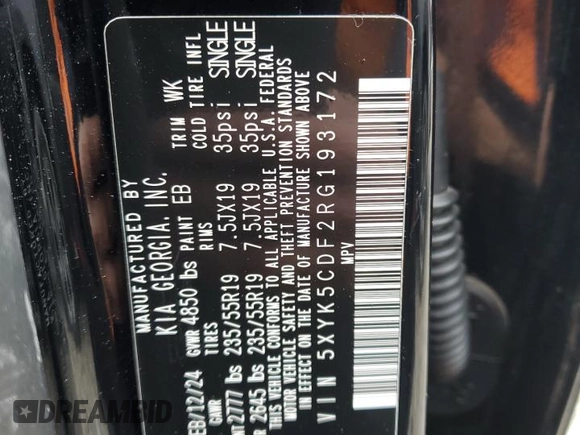 MANUFACTURED BY
KIA GEORGIA, INC.
EB/12/24 GVWR 4850 lbs PAINT EB TRIM WK
GAWR TIRES RIMS COLD TIRE INFL
2777 lbs 235/55R19 7.5JX19 35psi SINGLE
2645 lbs 235/55R19 7.5JX19 35psi SINGLE
THIS VEHICLE CONFORMS TO ALL APPLICABLE U.S.A. FEDERAL
MOTOR VEHICLE SAFETY AND THEFT PREVENTION STANDARDS
IN EFFECT ON THE DATE OF MANUFACTURE SHOWN ABOVE
VIN 5XYK5CDF2RG193172
MPV
DEALERS CLUB